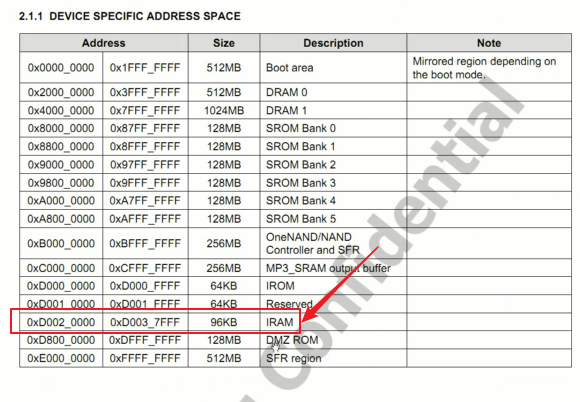 2.1.1 DEVICE SPECIFIC ADDRESS SPACE
Address Size Description Note
0x0000_0000 0x1FFF_FFFF 512MB Boot area Mirrored region depending on
the boot mode.
0x2000_0000 0x3FFF_FFFF 512MB DRAM 0
0x4000_0000 0x7FFF_FFFF 1024MB DRAM 1
0x8000_0000 0x87FF_FFFF 128MB SROM Bank 0
0x8800_0000 0x8FFF_FFFF 128MB SROM Bank 1
0x9000_0000 0x97FF_FFFF 128MB SROM Bank 2
0x9800_0000 0x9FFF_FFFF 128MB SROM Bank 3
0xA000_0000 0xA7FF_FFFF 128MB SROM Bank 4
0xA800_0000 0xAFFF_FFFF 128MB SROM Bank 5
0xB000_0000 0xBFFF_FFFF 256MB OneNAND/NAND
Controller and SFR
0xC000_0000 0xCFFF_FFFF 256MB MP3_SRAM output buffer
0xD000_0000 0xD000_FFFF 64KB IROM
0xD001_0000 0xD001_FFFF 64KB Reserved
0xD002_0000 0xD003_7FFF 96KB IRAM
0xD800_0000 0xDFFF_FFFF 128MB DMZ ROM
0xE000_0000 0xFFFF_FFFF 512MB SFR region
Confidential